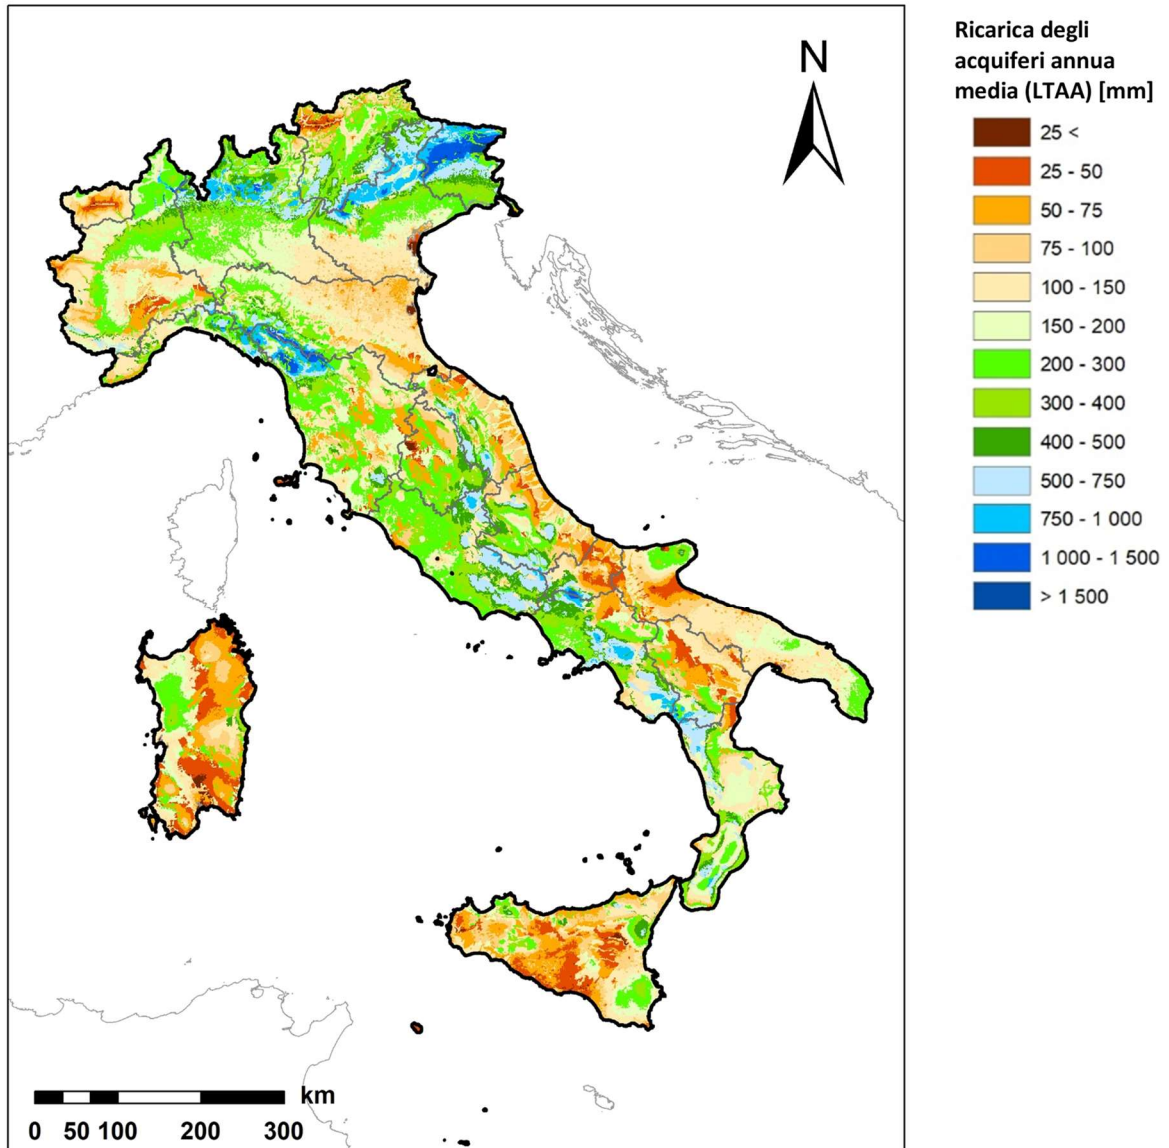 Ricarica degli
acquiferi annua
media (LTAA) [mm]
N
25 <
25 - 50
50 - 75
75 - 100
100 - 150
150 - 200
200 - 300
300 - 400
400 - 500
500 - 750
750 - 1 000
1 000 - 1 500
> 1 500
km
0 50 100 200 300